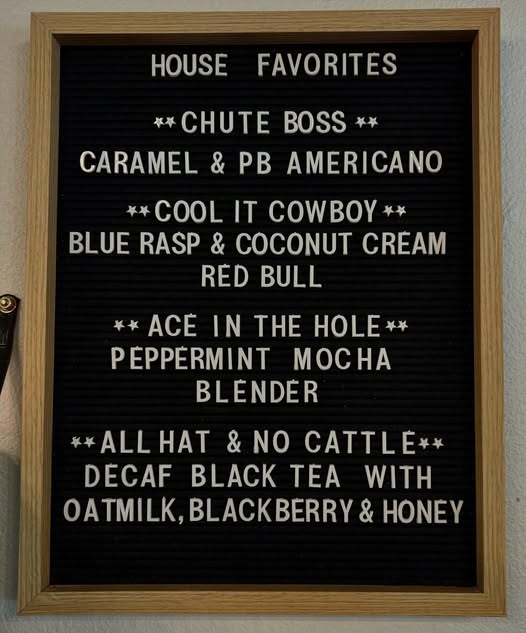 HOUSE FAVORITES
**CHUTE BOSS**
CARAMEL & PB AMERICANO
**COOL IT COWBOY**
BLUE RASP & COCONUT CREAM
RED BULL
**ACE IN THE HOLE**
PEPPERMINT MOCHA
BLENDER
**ALL HAT & NO CATTLE**
DECAF BLACK TEA WITH
OATMILK, BLACKBERRY & HONEY